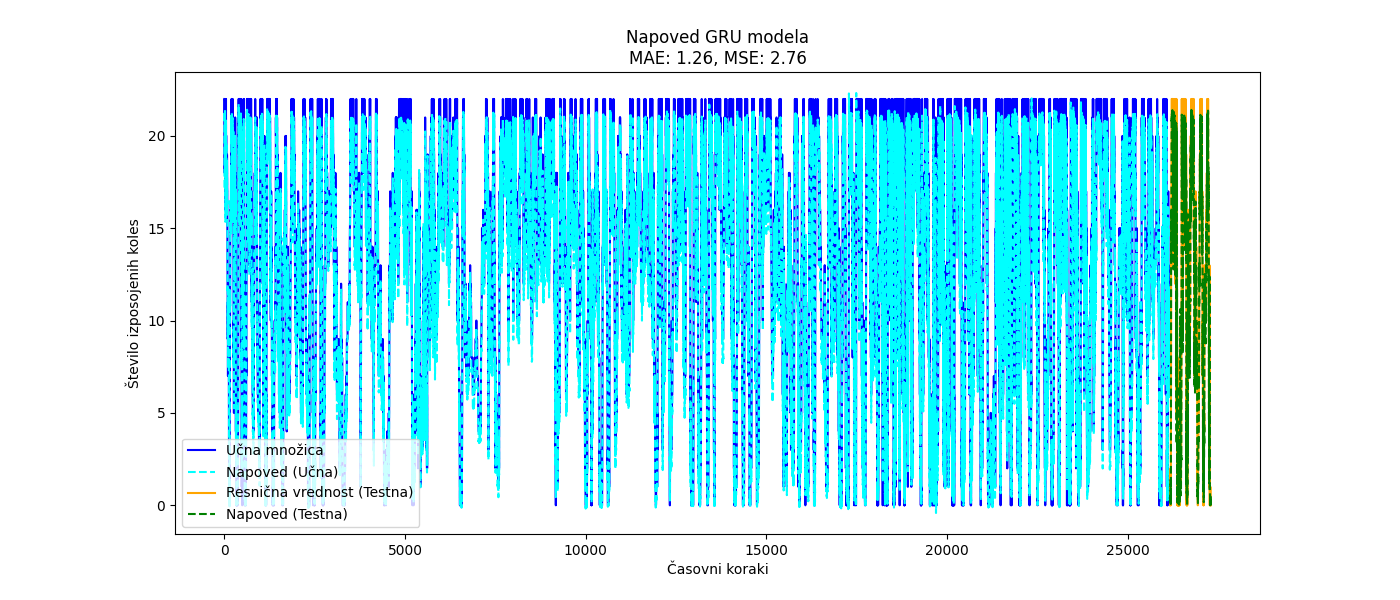 Napoved GRU modela
MAE: 1.26, MSE: 2.76
Število izposojenih koles
20
15
10
5
0
Učna množica
Napoved (Učna)
Resnična vrednost (Testna)
Napoved (Testna)
0 5000 10000 15000 20000 25000
Časovni koraki